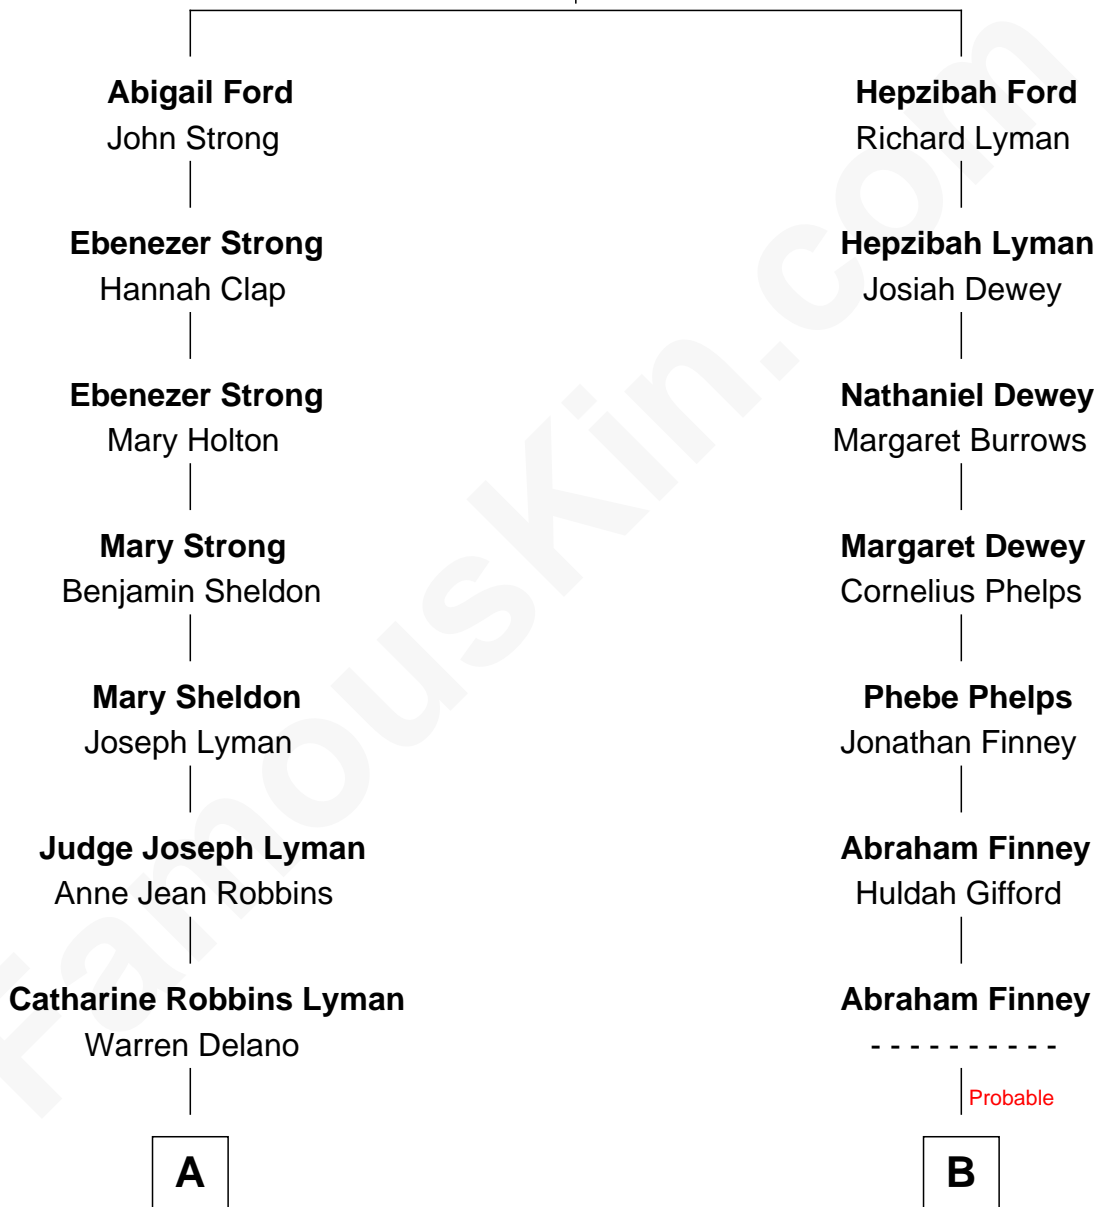 Abigail Ford
John Strong
Ebenezer Strong
Hannah Clap
Ebenezer Strong
Mary Holton
Mary Strong
Benjamin Sheldon
Mary Sheldon
Joseph Lyman
Judge Joseph Lyman
Anne Jean Robbins
Catharine Robbins Lyman
Warren Delano
A
Hepzibah Ford
Richard Lyman
Hepzibah Lyman
Josiah Dewey
Nathaniel Dewey
Margaret Burrows
Margaret Dewey
Cornelius Phelps
Phebe Phelps
Jonathan Finney
Abraham Finney
Huldah Gifford
Abraham Finney
- - - - - - - - - -
Probable
B
FamousKin.com